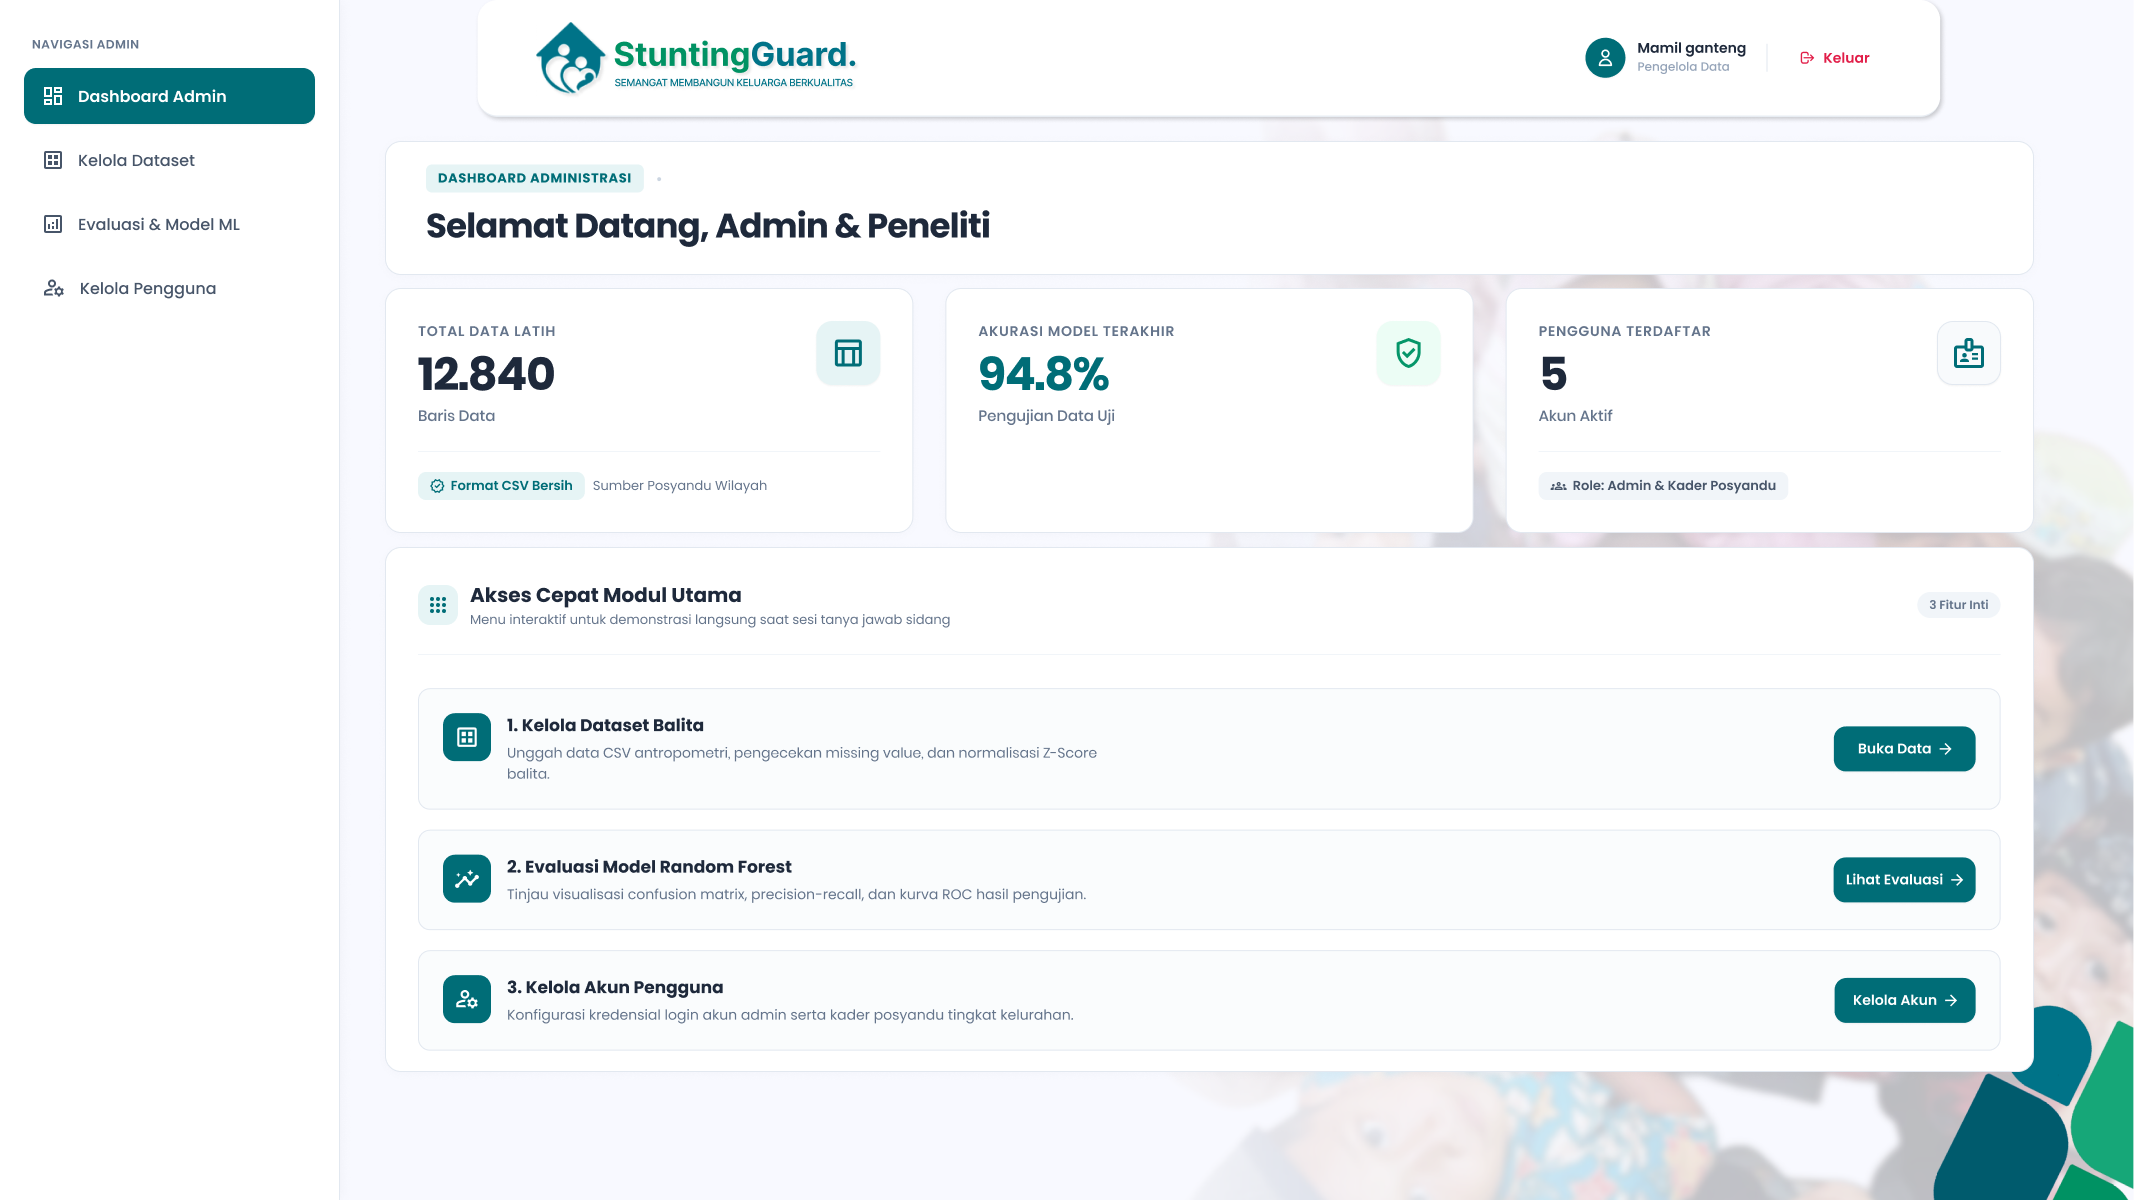 NAVIGASI ADMIN
Dashboard Admin
Kelola Dataset
Evaluasi & Model ML
Kelola Pengguna
StuntingGuard.
SEMANGAT MEMBANGUN KELUARGA BERKUALITAS
Mamil ganteng
Pengelola Data
Keluar
DASHBOARD ADMINISTRASI
Selamat Datang, Admin & Peneliti
TOTAL DATA LATIH
12.840
Baris Data
Format CSV Bersih
Sumber Posyandu Wilayah
AKURASI MODEL TERAKHIR
94.8%
Pengujian Data Uji
PENGGUNA TERDAFTAR
5
Akun Aktif
Role: Admin & Kader Posyandu
Akses Cepat Modul Utama
Menu interaktif untuk demonstrasi langsung saat sesi tanya jawab sidang
3 Fitur Inti
1. Kelola Dataset Balita
Unggah data CSV antropometri, pengecekan missing value, dan normalisasi Z-Score
balita.
Buka Data →
2. Evaluasi Model Random Forest
Tinjau visualisasi confusion matrix, precision-recall, dan kurva ROC hasil pengujian.
Lihat Evaluasi →
3. Kelola Akun Pengguna
Konfigurasi kredensial login akun admin serta kader posyandu tingkat kelurahan.
Kelola Akun →